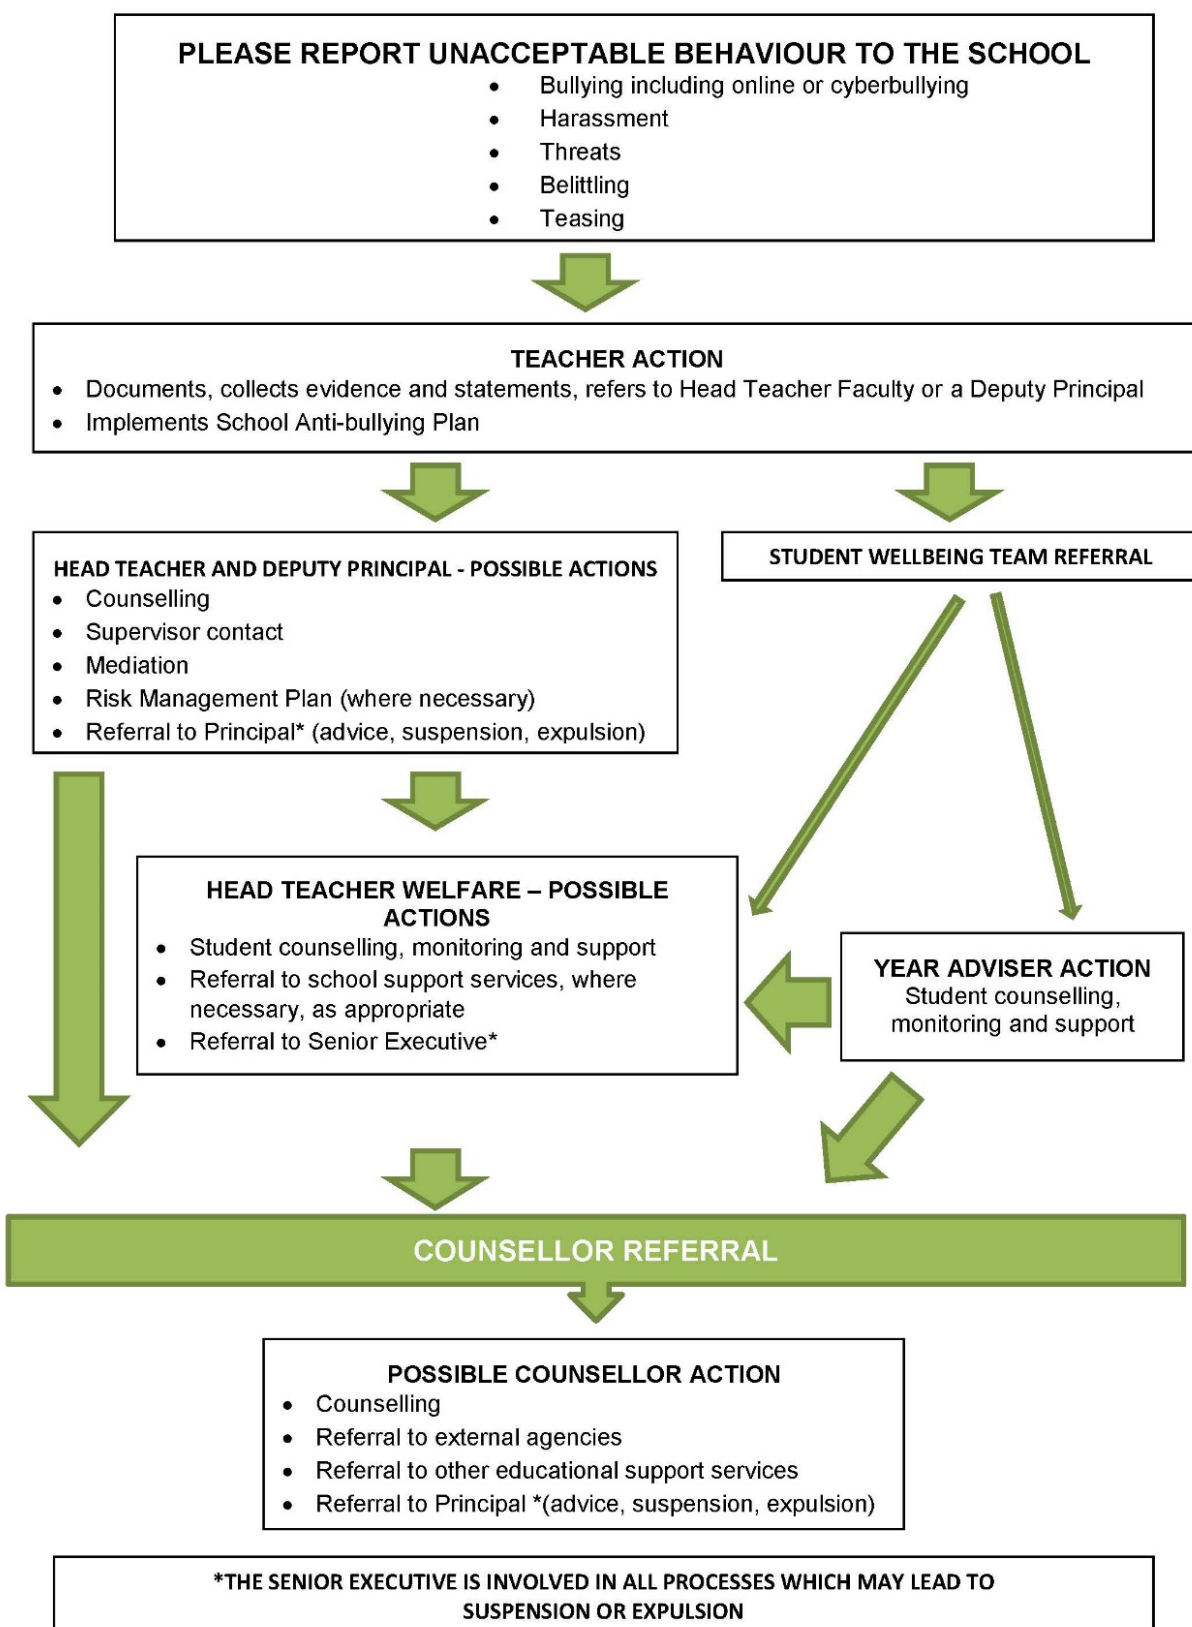 PLEASE REPORT UNACCEPTABLE BEHAVIOUR TO THE SCHOOL
• Bullying including online or cyberbullying
• Harassment
• Threats
• Belittling
• Teasing
TEACHER ACTION
• Documents, collects evidence and statements, refers to Head Teacher Faculty or a Deputy Principal
• Implements School Anti-bullying Plan
HEAD TEACHER AND DEPUTY PRINCIPAL - POSSIBLE ACTIONS
• Counselling
• Supervisor contact
• Mediation
• Risk Management Plan (where necessary)
• Referral to Principal* (advice, suspension, expulsion)
STUDENT WELLBEING TEAM REFERRAL
HEAD TEACHER WELFARE – POSSIBLE
ACTIONS
• Student counselling, monitoring and support
• Referral to school support services, where
necessary, as appropriate
• Referral to Senior Executive*
YEAR ADVISER ACTION
Student counselling,
monitoring and support
COUNSELLOR REFERRAL
POSSIBLE COUNSELLOR ACTION
• Counselling
• Referral to external agencies
• Referral to other educational support services
• Referral to Principal *(advice, suspension, expulsion)
*THE SENIOR EXECUTIVE IS INVOLVED IN ALL PROCESSES WHICH MAY LEAD TO
SUSPENSION OR EXPULSION